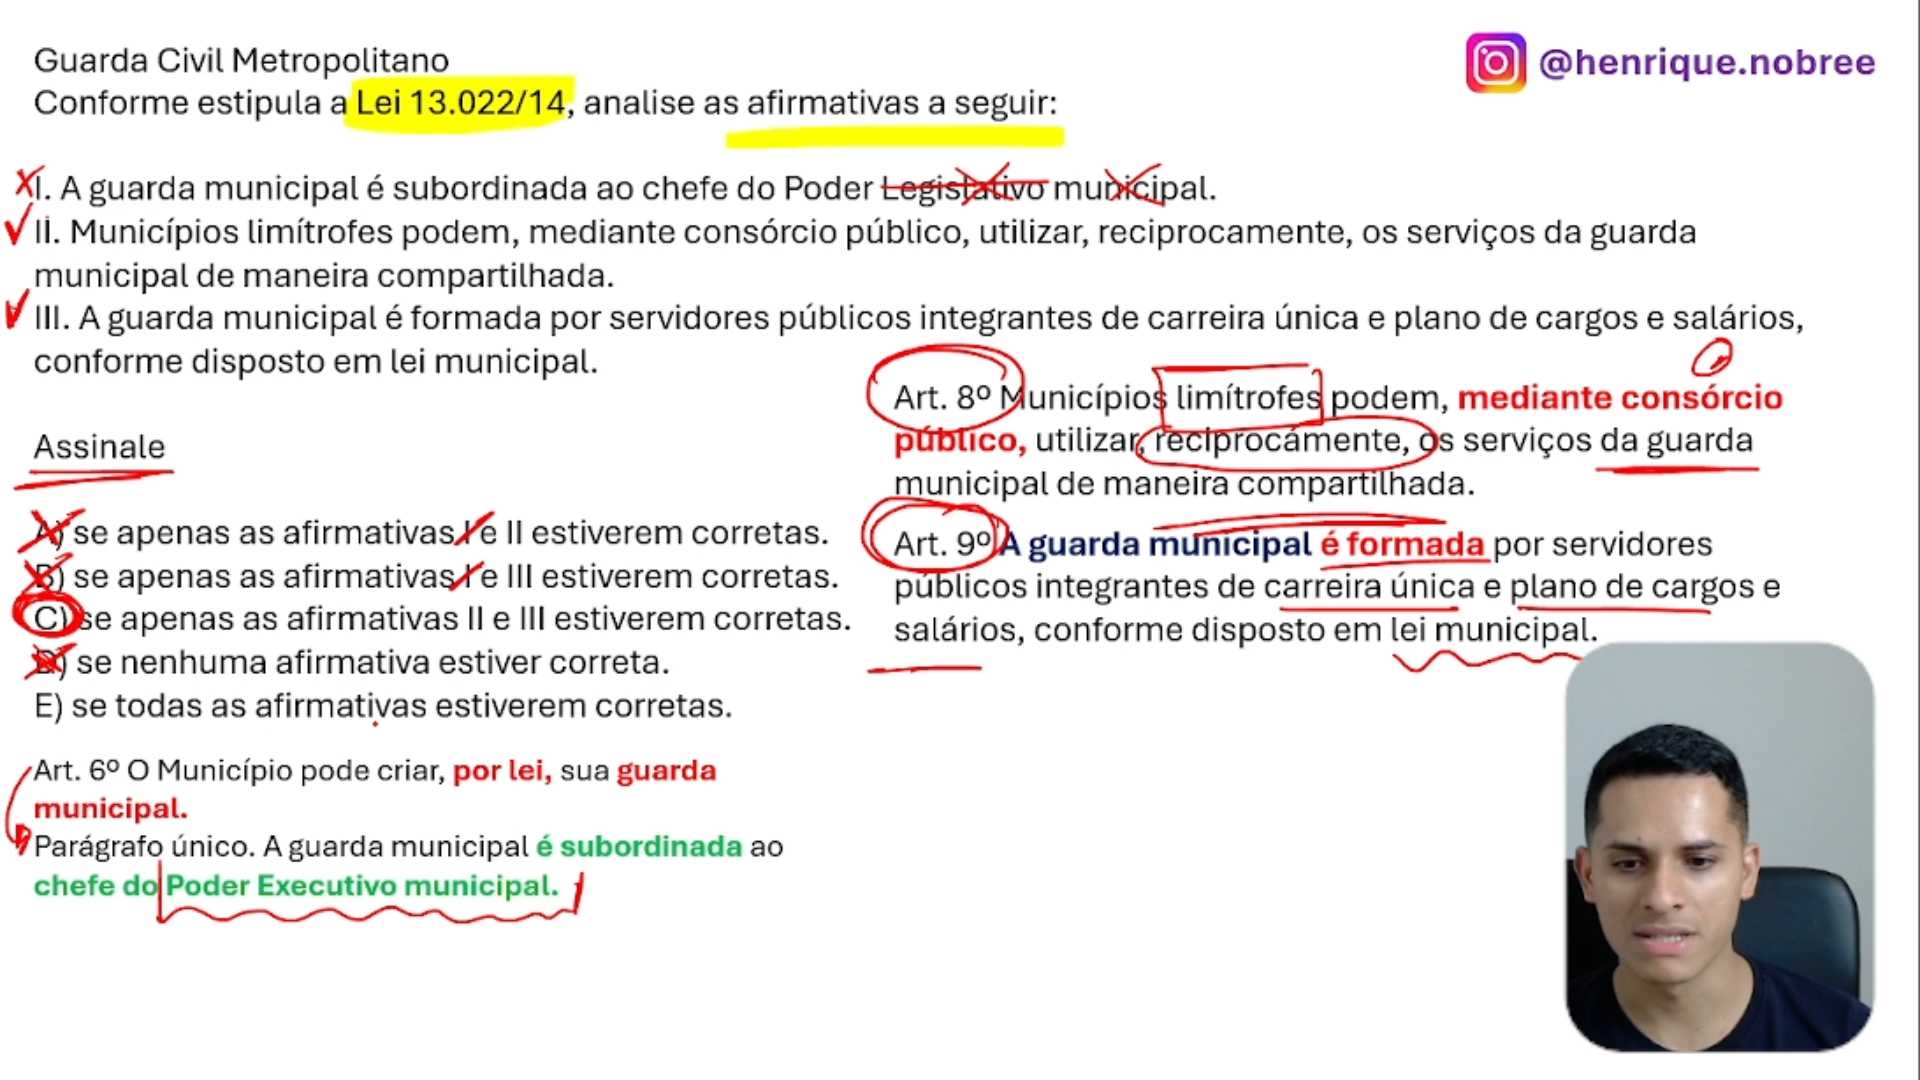 Guarda Civil Metropolitano
@henrique.nobree
Conforme estipula a Lei 13.022/14, analise as afirmativas a seguir:
I. A guarda municipal é subordinada ao chefe do Poder Legislativo municipal.
II. Municípios limítrofes podem, mediante consórcio público, utilizar, reciprocamente, os serviços da guarda
municipal de maneira compartilhada.
III. A guarda municipal é formada por servidores públicos integrantes de carreira única e plano de cargos e salários,
conforme disposto em lei municipal.
Assinale
A) se apenas as afirmativas I e II estiverem corretas.
B) se apenas as afirmativas I e III estiverem corretas.
C) se apenas as afirmativas II e III estiverem corretas.
D) se nenhuma afirmativa estiver correta.
E) se todas as afirmativas estiverem corretas.
Art. 6º O Município pode criar, por lei, sua guarda
municipal.
Parágrafo único. A guarda municipal é subordinada ao
chefe do Poder Executivo municipal.
Art. 8º Municípios limítrofes podem, mediante consórcio
público, utilizar, reciprocamente, os serviços da guarda
municipal de maneira compartilhada.
Art. 9º A guarda municipal é formada por servidores
públicos integrantes de carreira única e plano de cargos e
salários, conforme disposto em lei municipal.